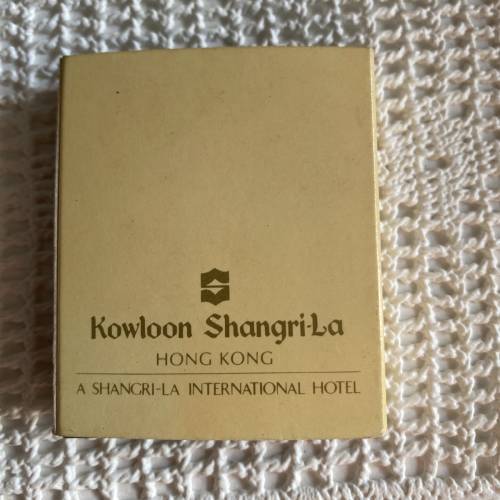 Kowloon Shangri-La
HONG KONG
A SHANGRI-LA INTERNATIONAL HOTEL